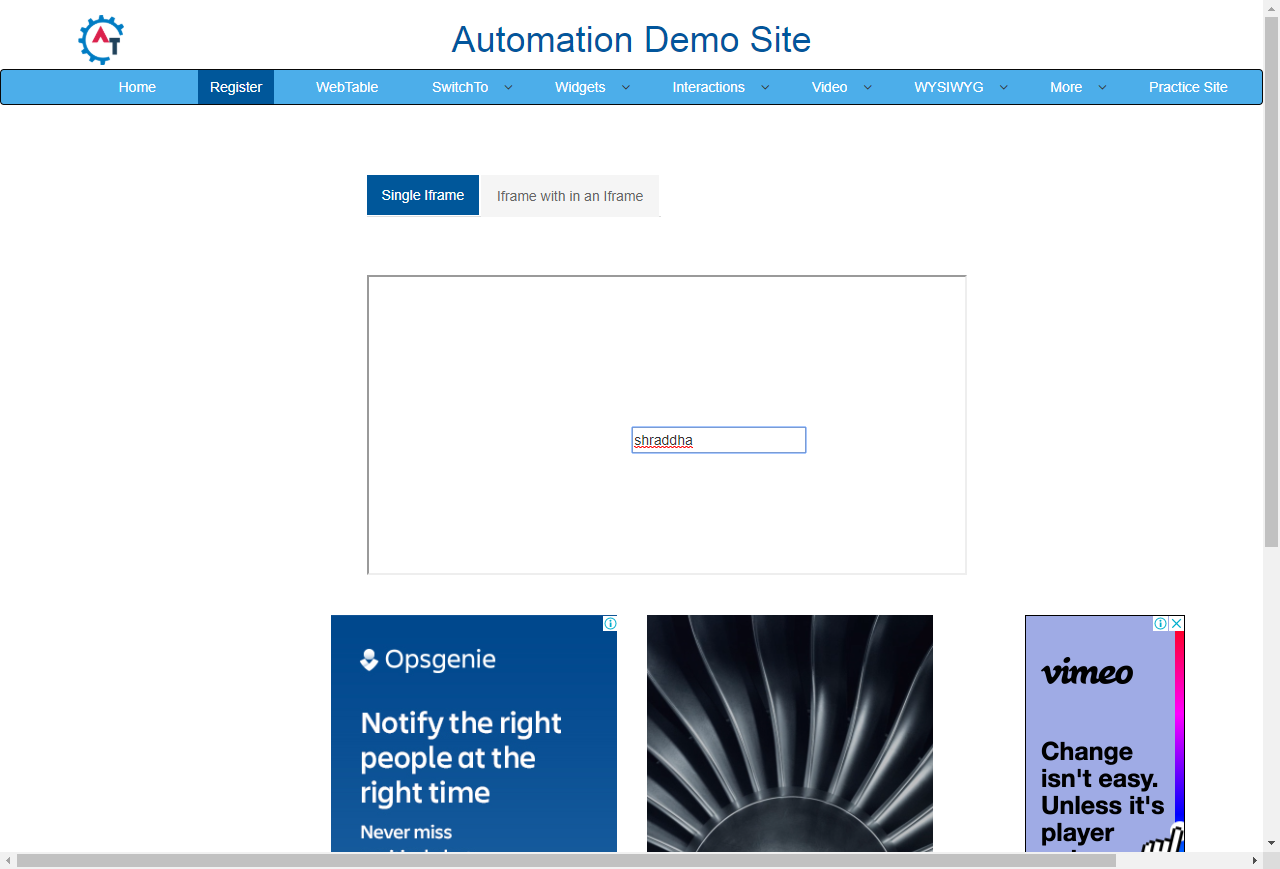 AT
Automation Demo Site
Home Register WebTable SwitchTo Widgets Interactions Video WYSIWYG More Practice Site
Single Iframe Iframe with in an Iframe
shraddha
Opsgenie
Notify the right
people at the
right time
Never miss
vimeo
Change
isn't easy.
Unless it's
player